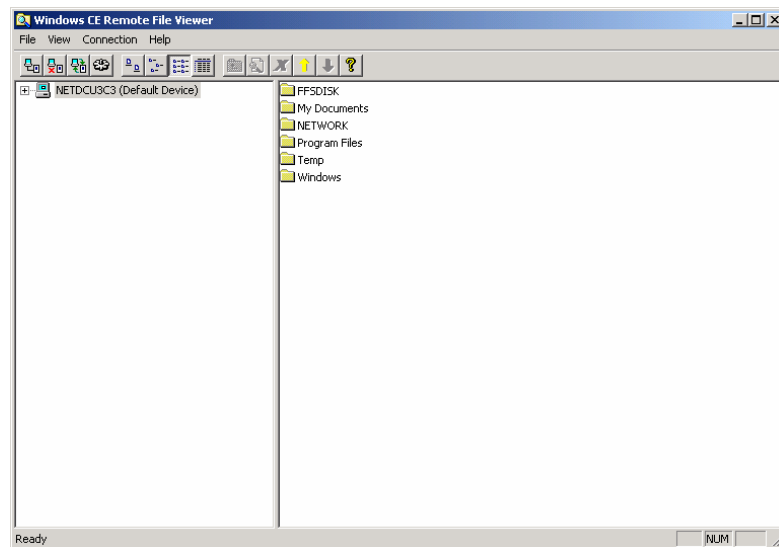 Windows CE Remote File Viewer
File View Connection Help
NETDCU3C3 (Default Device)
FFSDISK
My Documents
NETWORK
Program Files
Temp
Windows
Ready
NUM